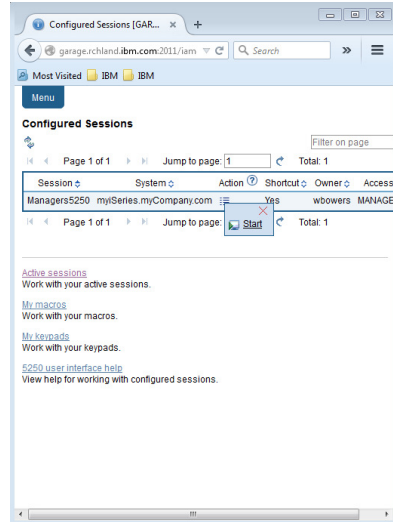 Configured Sessions [GAR... × +
garage.rchland.ibm.com:2011/iam Search »
Most Visited IBM IBM
Menu
Configured Sessions
Filter on page
Page 1 of 1 Jump to page: 1 Total: 1
Session System Action ? Shortcut Owner Access
Managers5250 myiSeries.myCompany.com Yes wbowers MANAGE
Page 1 of 1 Jump to page: Total: 1
Start
Active sessions
Work with your active sessions.
My macros
Work with your macros.
My keypads
Work with your keypads.
5250 user interface help
View help for working with configured sessions.